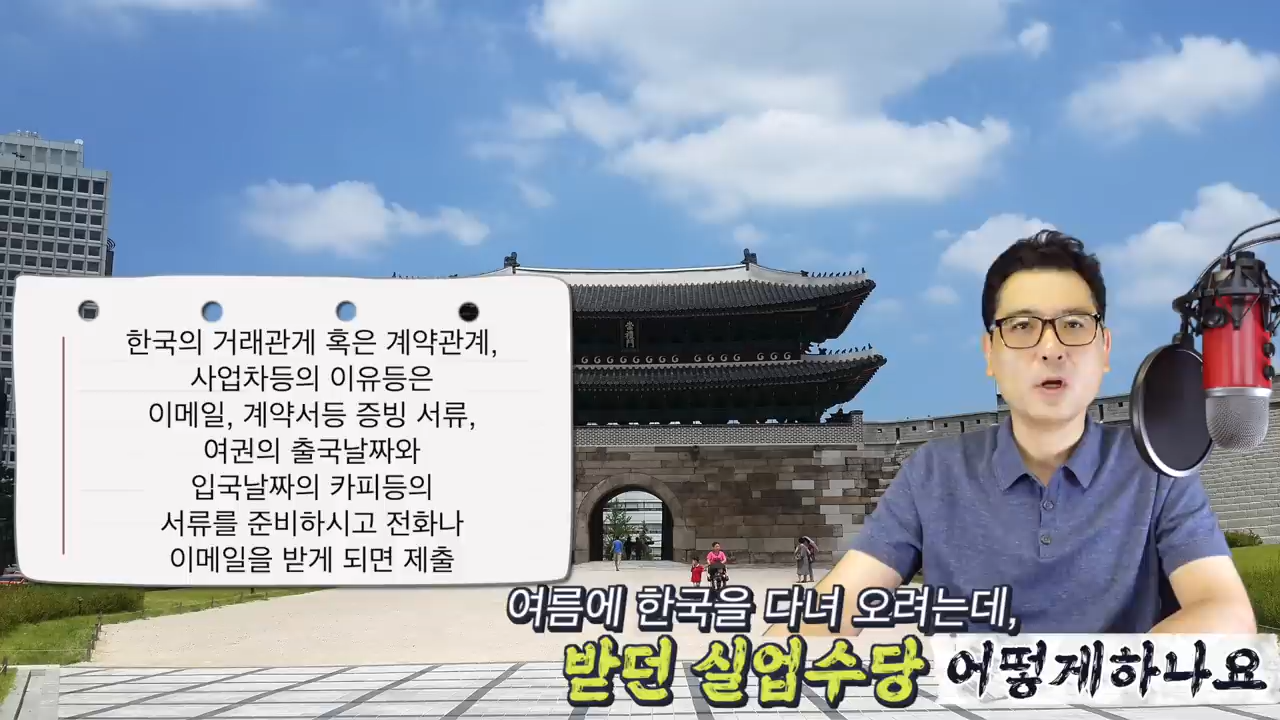 崇禮門
한국의 거래관게 혹은 계약관계,
사업차등의 이유등은
이메일, 계약서등 증빙 서류,
여권의 출국날짜와
입국날짜의 카피등의
서류를 준비하시고 전화나
이메일을 받게 되면 제출
여름에 한국을 다녀 오려는데,
받던 실업수당 어떻게하나요